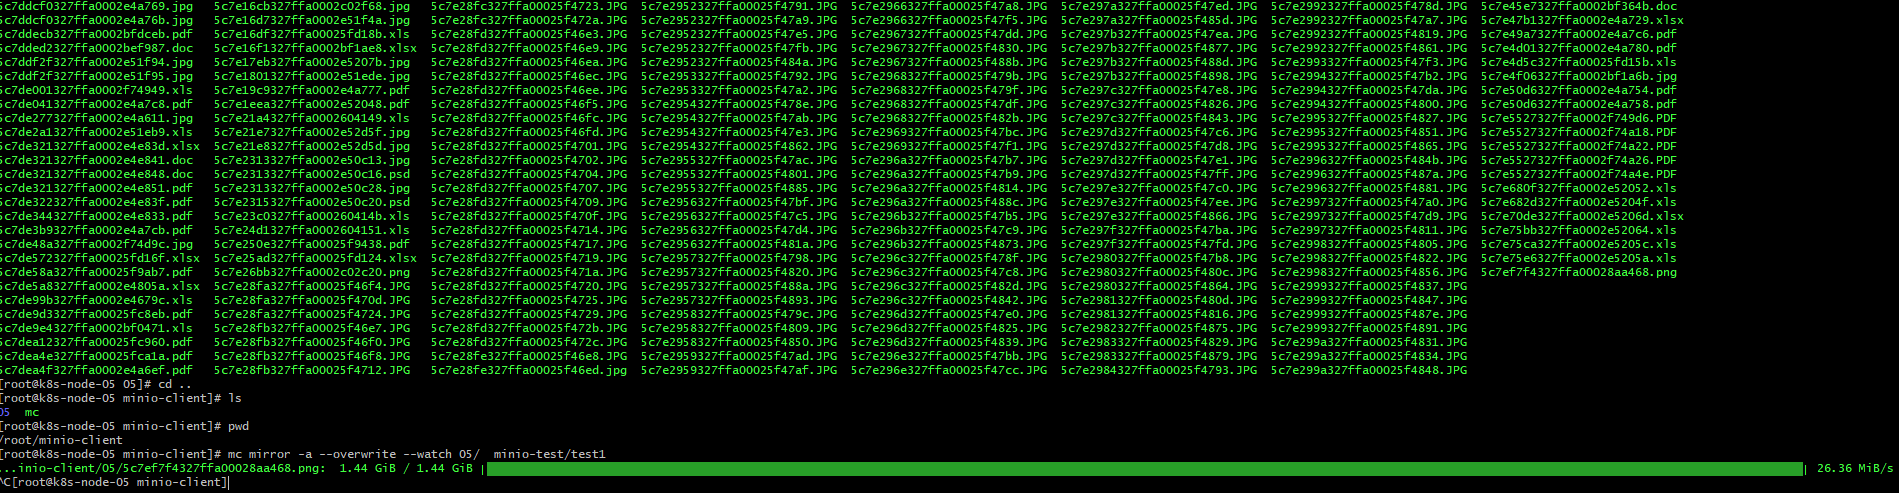 5c7ddcf0327ffa0002e4a769.jpg 5c7e16cb327ffa0002c02f68.jpg 5c7e28fc327ffa00025f4723.JPG 5c7e2952327ffa00025f4791.JPG 5c7e2966327ffa00025f47a8.JPG 5c7e297a327ffa00025f47ed.JPG 5c7e2992327ffa00025f478d.JPG 5c7e45e7327ffa0002bf364b.doc
5c7ddcf0327ffa0002e4a76b.jpg 5c7e16d7327ffa0002e51f4a.jpg 5c7e28fc327ffa00025f472a.JPG 5c7e2952327ffa00025f47a9.JPG 5c7e2966327ffa00025f47f5.JPG 5c7e297a327ffa00025f485d.JPG 5c7e2992327ffa00025f47a7.JPG 5c7e47b1327ffa0002e4a729.xlsx
5c7ddecb327ffa0002bfdceb.pdf 5c7e16df327ffa00025fd18b.xls 5c7e28fd327ffa00025f46e3.JPG 5c7e2952327ffa00025f47e5.JPG 5c7e2967327ffa00025f47dd.JPG 5c7e297b327ffa00025f47ea.JPG 5c7e2992327ffa00025f4819.JPG 5c7e49a7327ffa0002e4a7c6.pdf
5c7dded2327ffa0002bef987.doc 5c7e16f1327ffa0002bf1ae8.xlsx 5c7e28fd327ffa00025f46e9.JPG 5c7e2952327ffa00025f47fb.JPG 5c7e2967327ffa00025f4830.JPG 5c7e297b327ffa00025f4877.JPG 5c7e2992327ffa00025f4861.JPG 5c7e4d01327ffa0002e4a780.pdf
5c7ddf2f327ffa0002e51f94.jpg 5c7e17eb327ffa0002e5207b.jpg 5c7e28fd327ffa00025f46ea.JPG 5c7e2952327ffa00025f484a.JPG 5c7e2967327ffa00025f488b.JPG 5c7e297b327ffa00025f488d.JPG 5c7e2993327ffa00025f47f3.JPG 5c7e4d5c327ffa00025fd15b.xls
5c7ddf2f327ffa0002e51f95.jpg 5c7e1801327ffa0002e51ede.jpg 5c7e28fd327ffa00025f46ec.JPG 5c7e2953327ffa00025f4792.JPG 5c7e2968327ffa00025f479b.JPG 5c7e297b327ffa00025f4898.JPG 5c7e2994327ffa00025f47b2.JPG 5c7e4f06327ffa0002bf1a6b.jpg
5c7de001327ffa0002f74949.xls 5c7e19c9327ffa0002e4a777.pdf 5c7e28fd327ffa00025f46ee.JPG 5c7e2953327ffa00025f47a2.JPG 5c7e2968327ffa00025f479f.JPG 5c7e297c327ffa00025f47e8.JPG 5c7e2994327ffa00025f47da.JPG 5c7e50d6327ffa0002e4a754.pdf
5c7de041327ffa0002e4a7c8.pdf 5c7e1eea327ffa0002e52048.pdf 5c7e28fd327ffa00025f46f5.JPG 5c7e2954327ffa00025f478e.JPG 5c7e2968327ffa00025f47df.JPG 5c7e297c327ffa00025f4826.JPG 5c7e2994327ffa00025f4800.JPG 5c7e50d6327ffa0002e4a758.pdf
5c7de277327ffa0002e4a611.jpg 5c7e21a4327ffa0002604149.xls 5c7e28fd327ffa00025f46fc.JPG 5c7e2954327ffa00025f47ab.JPG 5c7e2968327ffa00025f482b.JPG 5c7e297c327ffa00025f4843.JPG 5c7e2995327ffa00025f4827.JPG 5c7e5527327ffa0002f749d6.PDF
5c7de2a1327ffa0002e51eb9.xls 5c7e21e7327ffa0002e52d5f.jpg 5c7e28fd327ffa00025f46fd.JPG 5c7e2954327ffa00025f47e3.JPG 5c7e2969327ffa00025f47bc.JPG 5c7e297d327ffa00025f47c6.JPG 5c7e2995327ffa00025f4851.JPG 5c7e5527327ffa0002f74a18.PDF
5c7de321327ffa0002e4e83d.xlsx 5c7e21e8327ffa0002e52d5d.jpg 5c7e28fd327ffa00025f4701.JPG 5c7e2954327ffa00025f4862.JPG 5c7e2969327ffa00025f47f1.JPG 5c7e297d327ffa00025f47d8.JPG 5c7e2995327ffa00025f4865.JPG 5c7e5527327ffa0002f74a22.PDF
5c7de321327ffa0002e4e841.doc 5c7e2313327ffa0002e50c13.jpg 5c7e28fd327ffa00025f4702.JPG 5c7e2955327ffa00025f47ac.JPG 5c7e296a327ffa00025f47b7.JPG 5c7e297d327ffa00025f47e1.JPG 5c7e2996327ffa00025f484b.JPG 5c7e5527327ffa0002f74a26.PDF
5c7de321327ffa0002e4e848.doc 5c7e2313327ffa0002e50c16.psd 5c7e28fd327ffa00025f4704.JPG 5c7e2955327ffa00025f4801.JPG 5c7e296a327ffa00025f47b9.JPG 5c7e297d327ffa00025f47ff.JPG 5c7e2996327ffa00025f487a.JPG 5c7e5527327ffa0002f74a4e.PDF
5c7de321327ffa0002e4e851.pdf 5c7e2313327ffa0002e50c28.jpg 5c7e28fd327ffa00025f4707.JPG 5c7e2955327ffa00025f4885.JPG 5c7e296a327ffa00025f4814.JPG 5c7e297e327ffa00025f47c0.JPG 5c7e2996327ffa00025f4881.JPG 5c7e680f327ffa0002e52052.xls
5c7de322327ffa0002e4e83f.pdf 5c7e2315327ffa0002e50c20.psd 5c7e28fd327ffa00025f4709.JPG 5c7e2956327ffa00025f47bf.JPG 5c7e296a327ffa00025f488c.JPG 5c7e297e327ffa00025f47ee.JPG 5c7e2997327ffa00025f47a0.JPG 5c7e682d327ffa0002e5204f.xls
5c7de344327ffa0002e4e833.pdf 5c7e23c0327ffa000260414b.xls 5c7e28fd327ffa00025f470f.JPG 5c7e2956327ffa00025f47c5.JPG 5c7e296b327ffa00025f47b5.JPG 5c7e297e327ffa00025f4866.JPG 5c7e2997327ffa00025f47d9.JPG 5c7e70de327ffa0002e5206d.xlsx
5c7de3b9327ffa0002e4a7cb.pdf 5c7e24d1327ffa0002604151.xls 5c7e28fd327ffa00025f4714.JPG 5c7e2956327ffa00025f47d4.JPG 5c7e296b327ffa00025f47c9.JPG 5c7e297f327ffa00025f47ba.JPG 5c7e2997327ffa00025f4811.JPG 5c7e75bb327ffa0002e52064.xls
5c7de48a327ffa0002f74d9c.jpg 5c7e250e327ffa00025f9438.pdf 5c7e28fd327ffa00025f4717.JPG 5c7e2956327ffa00025f481a.JPG 5c7e296b327ffa00025f4873.JPG 5c7e297f327ffa00025f47fd.JPG 5c7e2998327ffa00025f4805.JPG 5c7e75ca327ffa0002e5205c.xls
5c7de572327ffa00025fd16f.xlsx 5c7e25ad327ffa00025fd124.xlsx 5c7e28fd327ffa00025f4719.JPG 5c7e2957327ffa00025f4798.JPG 5c7e296c327ffa00025f478f.JPG 5c7e2980327ffa00025f47b8.JPG 5c7e2998327ffa00025f4822.JPG 5c7e75e6327ffa0002e5205a.xls
5c7de58a327ffa00025f9ab7.pdf 5c7e26bb327ffa0002c02c20.png 5c7e28fd327ffa00025f471a.JPG 5c7e2957327ffa00025f4820.JPG 5c7e296c327ffa00025f47c8.JPG 5c7e2980327ffa00025f480c.JPG 5c7e2998327ffa00025f4856.JPG 5c7ef7f4327ffa00028aa468.png
5c7de5a8327ffa0002e4805a.xlsx 5c7e28fa327ffa00025f46f4.JPG 5c7e28fd327ffa00025f4720.JPG 5c7e2957327ffa00025f488a.JPG 5c7e296c327ffa00025f482d.JPG 5c7e2980327ffa00025f4864.JPG 5c7e2999327ffa00025f4837.JPG
5c7de99b327ffa0002e4679c.xls 5c7e28fa327ffa00025f470d.JPG 5c7e28fd327ffa00025f4725.JPG 5c7e2957327ffa00025f4893.JPG 5c7e296c327ffa00025f4842.JPG 5c7e2981327ffa00025f480d.JPG 5c7e2999327ffa00025f4847.JPG
5c7de9d3327ffa00025fc8eb.pdf 5c7e28fa327ffa00025f4724.JPG 5c7e28fd327ffa00025f4729.JPG 5c7e2958327ffa00025f479c.JPG 5c7e296d327ffa00025f47e0.JPG 5c7e2981327ffa00025f4816.JPG 5c7e2999327ffa00025f487e.JPG
5c7de9e4327ffa0002bf0471.xls 5c7e28fb327ffa00025f46e7.JPG 5c7e28fd327ffa00025f472b.JPG 5c7e2958327ffa00025f4809.JPG 5c7e296d327ffa00025f4825.JPG 5c7e2982327ffa00025f4875.JPG 5c7e2999327ffa00025f4891.JPG
5c7dea12327ffa00025fc960.pdf 5c7e28fb327ffa00025f46f0.JPG 5c7e28fd327ffa00025f472c.JPG 5c7e2958327ffa00025f4850.JPG 5c7e296d327ffa00025f4839.JPG 5c7e2983327ffa00025f4829.JPG 5c7e299a327ffa00025f4831.JPG
5c7dea4e327ffa00025fca1a.pdf 5c7e28fb327ffa00025f46f8.JPG 5c7e28fe327ffa00025f46e8.JPG 5c7e2959327ffa00025f47ad.JPG 5c7e296e327ffa00025f47bb.JPG 5c7e2984327ffa00025f4879.JPG 5c7e299a327ffa00025f4834.JPG
5c7dea4f327ffa0002e4a6ef.pdf 5c7e28fb327ffa00025f4712.JPG 5c7e28fe327ffa00025f46ed.jpg 5c7e2959327ffa00025f47af.JPG 5c7e296e327ffa00025f47cc.JPG 5c7e2984327ffa00025f4793.JPG 5c7e299a327ffa00025f4848.JPG
[root@k8s-node-05 05]# cd ..
[root@k8s-node-05 minio-client]# ls
05 mc
[root@k8s-node-05 minio-client]# pwd
/root/minio-client
[root@k8s-node-05 minio-client]# mc mirror -a --overwrite --watch 05/  minio-test/test1
...inio-client/05/5c7ef7f4327ffa00028aa468.png: 1.44 GiB / 1.44 GiB 26.36 MiB/s
^C[root@k8s-node-05 minio-client]